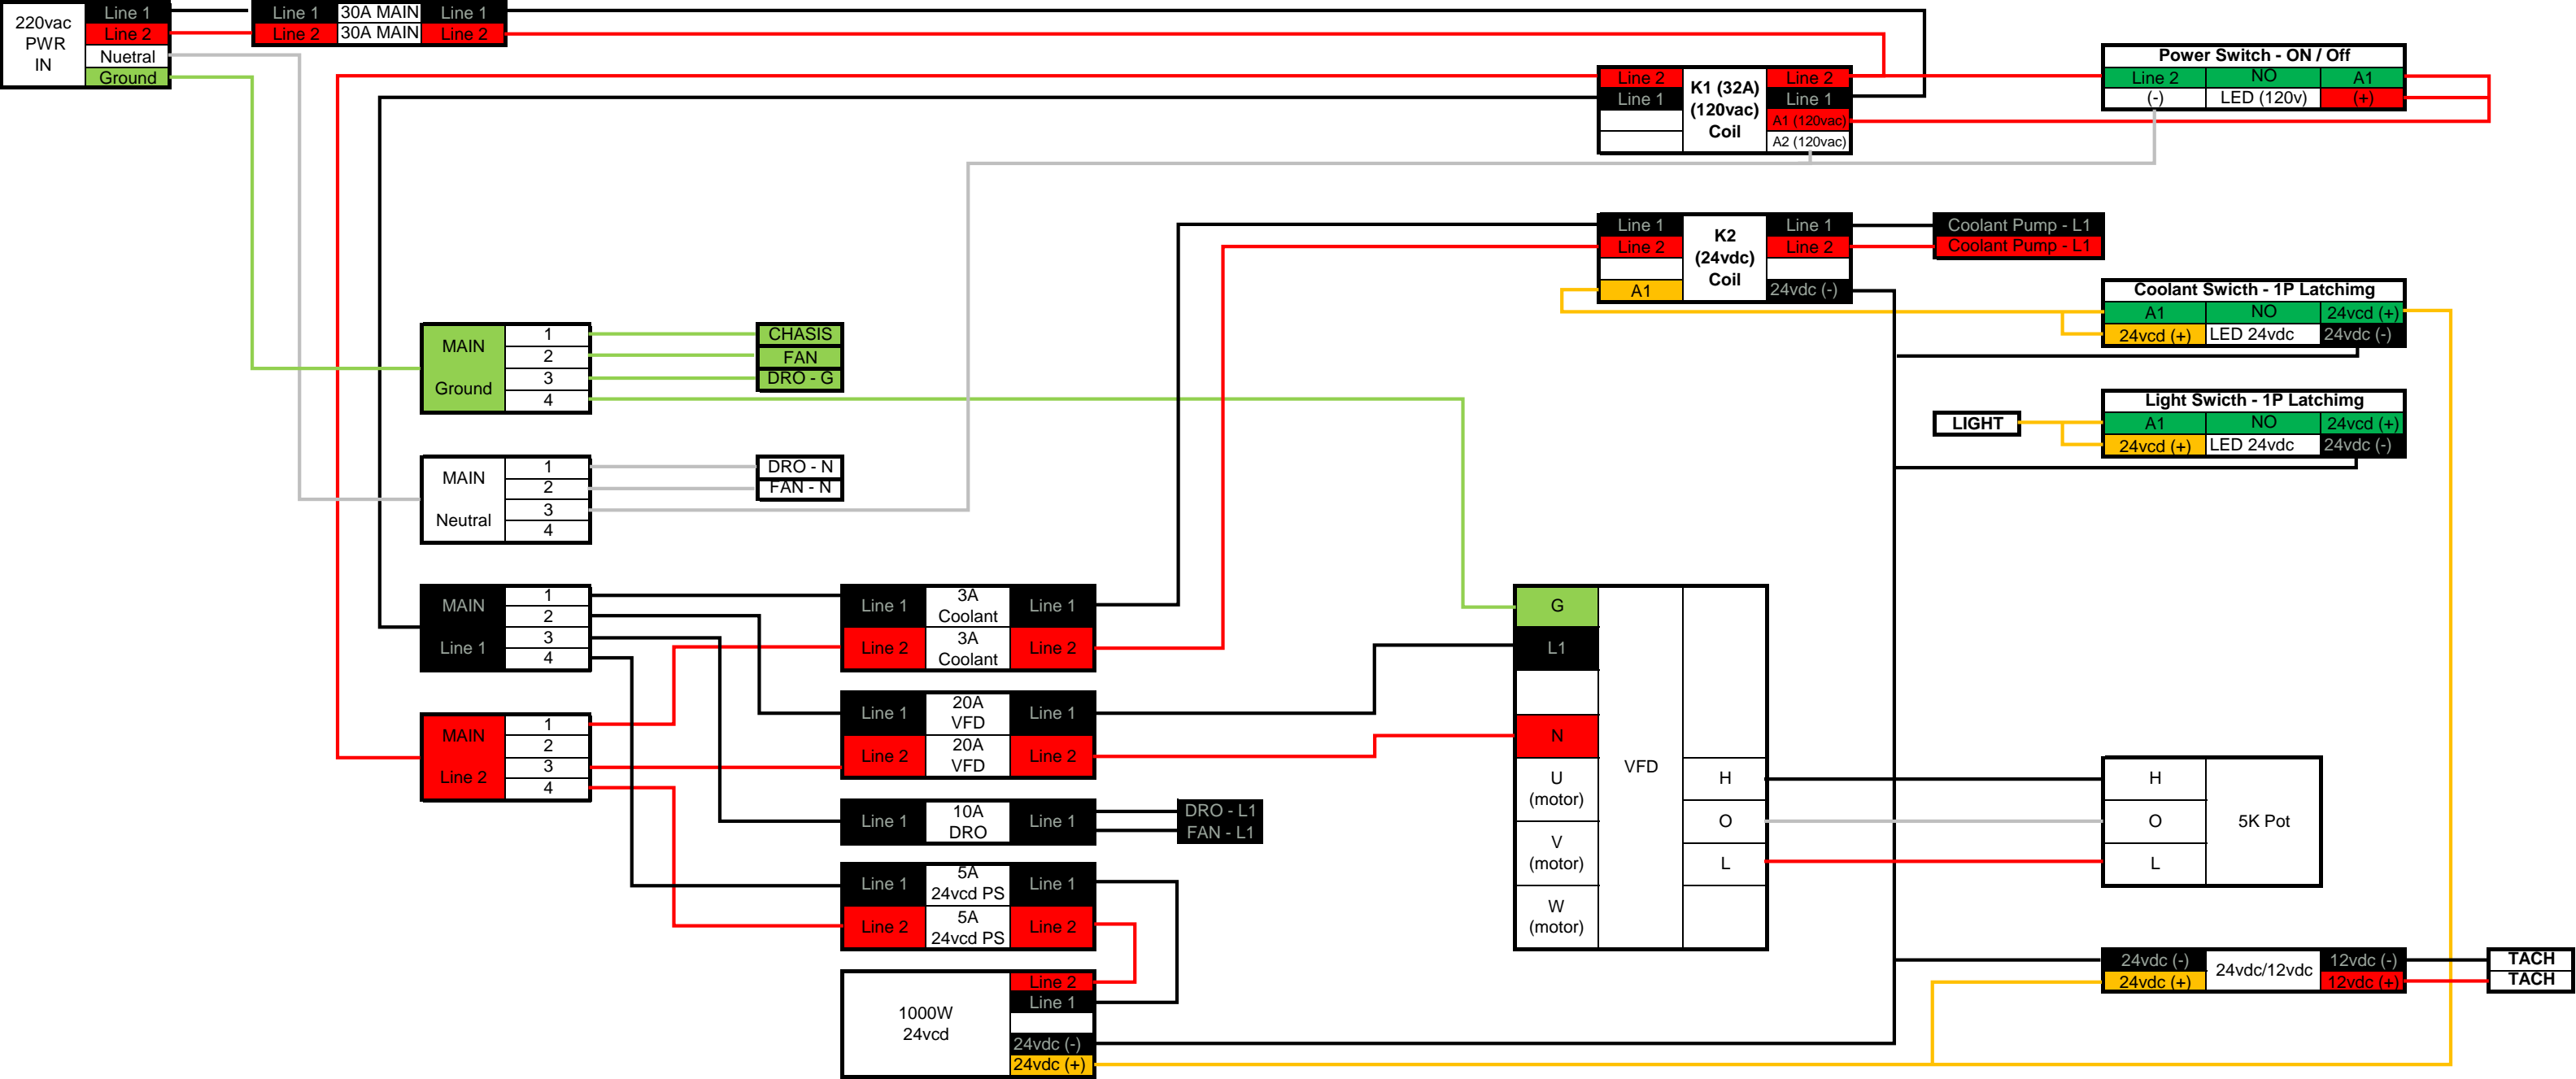 220vac
PWR
IN
Line 1
Line 2
Nuetral
Ground
Line 1 30A MAIN Line 1
Line 2 30A MAIN Line 2
Line 2
Line 1
K1 (32A)
(120vac)
Coil
Line 2
Line 1
A1 (120vac)
A2 (120vac)
Power Switch - ON / Off
Line 2 NO A1
(-) LED (120v) (+)
Line 1
Line 2
A1
K2
(24vdc)
Coil
Line 1
Line 2
24vdc (-)
Coolant Pump - L1
Coolant Pump - L1
Coolant Swicth - 1P Latchimg
A1 NO 24vcd (+)
24vcd (+) LED 24vdc 24vdc (-)
MAIN
Ground
1
2
3
4
CHASIS
FAN
DRO - G
LIGHT
Light Swicth - 1P Latchimg
A1 NO 24vcd (+)
24vcd (+) LED 24vdc 24vdc (-)
MAIN
Neutral
1
2
3
4
DRO - N
FAN - N
MAIN
Line 1
1
2
3
4
MAIN
Line 2
1
2
3
4
Line 1
3A
Coolant
Line 1
Line 2
3A
Coolant
Line 2
Line 1
20A
VFD
Line 1
Line 2
20A
VFD
Line 2
Line 1
10A
DRO
Line 1
DRO - L1
FAN - L1
Line 1
5A
24vcd PS
Line 1
Line 2
5A
24vcd PS
Line 2
1000W
24vcd
Line 2
Line 1
24vdc (-)
24vdc (+)
G
L1
N
U
(motor)
V
(motor)
W
(motor)
VFD
H
O
L
H
O
L
5K Pot
24vdc (-)
24vdc (+)
24vdc/12vdc
12vdc (-)
12vdc (+)
TACH
TACH